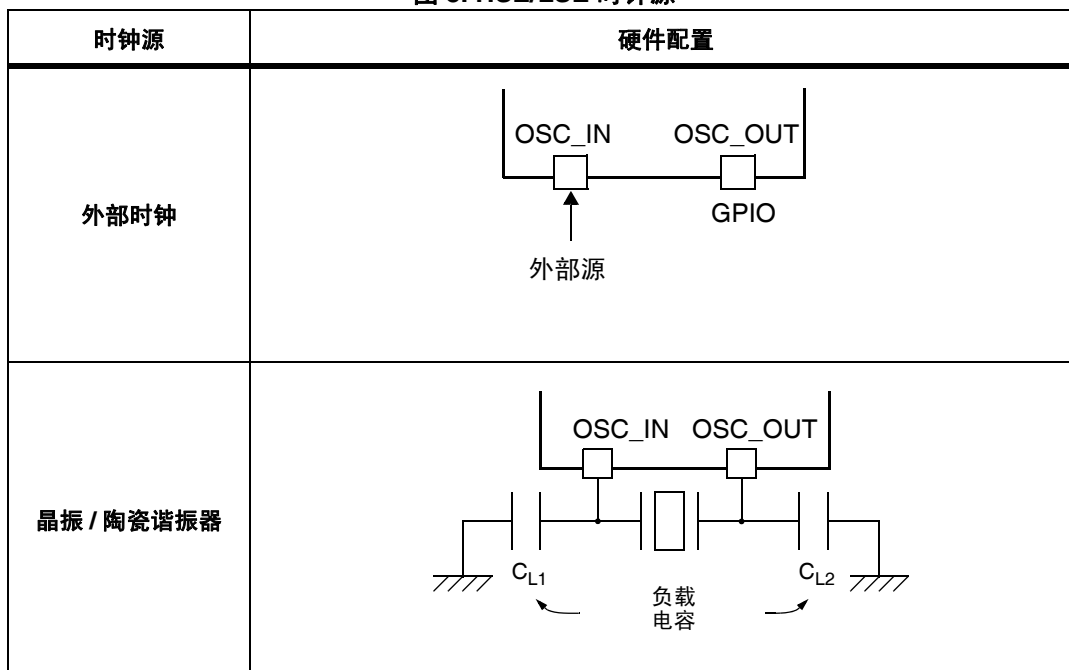 时钟源 硬件配置
外部时钟
OSC_IN OSC_OUT
GPIO
外部源
晶振 / 陶瓷谐振器
OSC_IN OSC_OUT
CL1 CL2
负载
电容